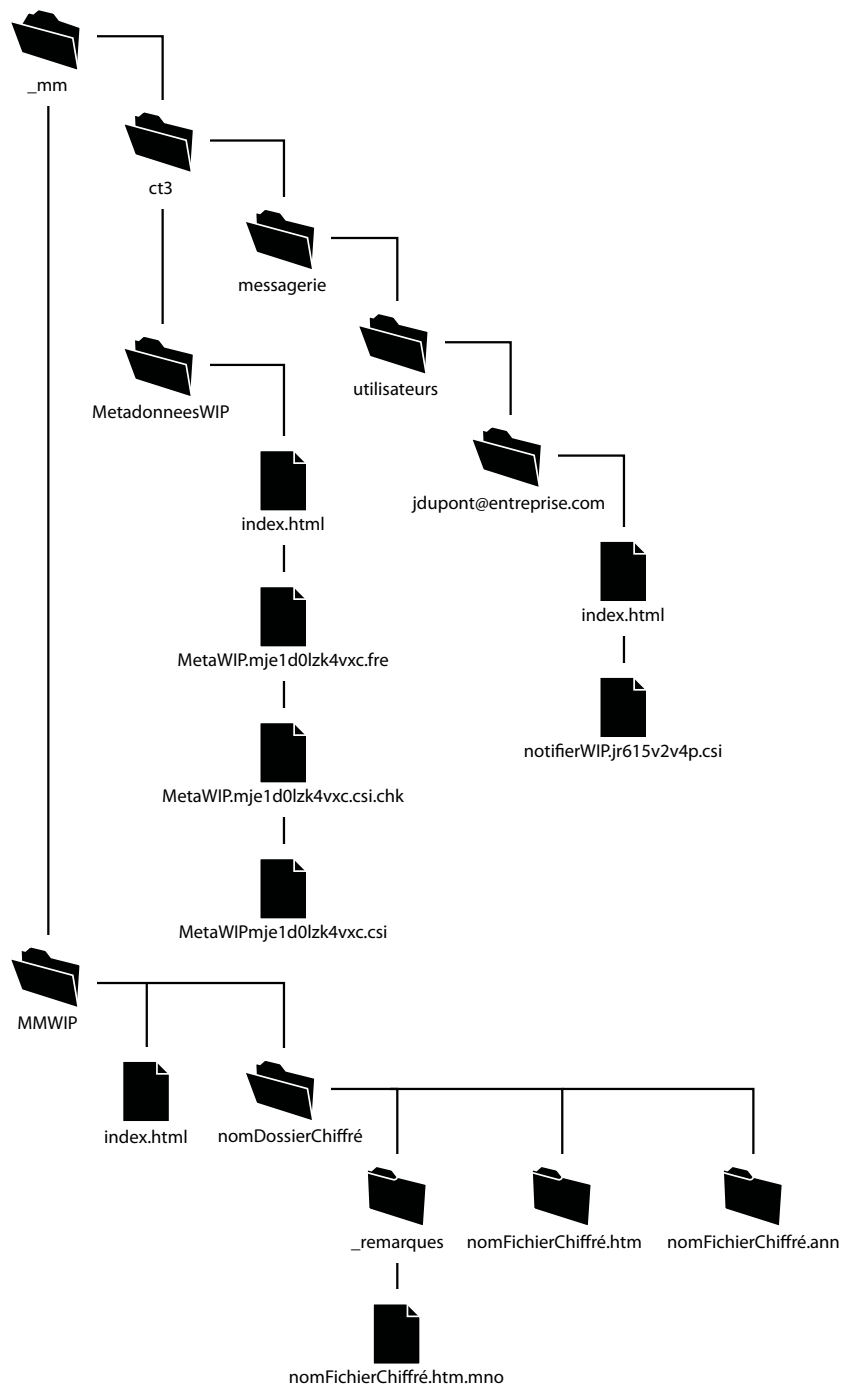 _mm
ct3
messagerie
utilisateurs
MetadonneesWIP
jdupont@entreprise.com
index.html
index.html
MetaWIP.mje1d0lzk4vxc.fre
notifierWIP.jr615v2v4p.csi
MetaWIP.mje1d0lzk4vxc.csi.chk
MetaWIPmje1d0lzk4vxc.csi
MMWIP
index.html
nomDossierChiffré
_remarques
nomFichierChiffré.htm
nomFichierChiffré.ann
nomFichierChiffré.htm.mno